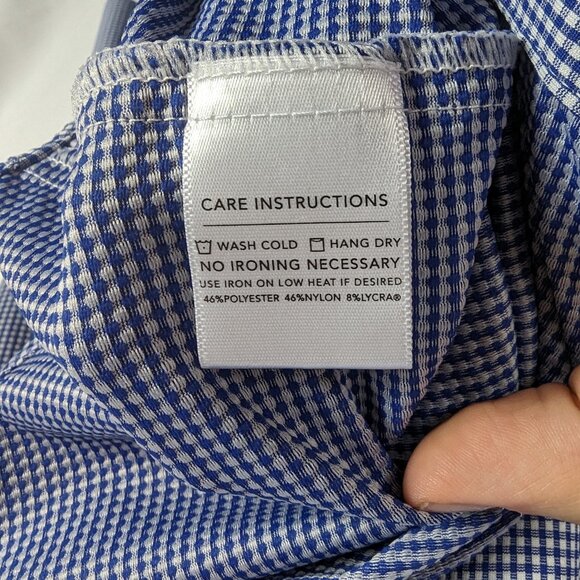 CARE INSTRUCTIONS
WASH COLD HANG DRY
NO IRONING NECESSARY
USE IRON ON LOW HEAT IF DESIRED
46%POLYESTER 46%NYLON 8%LYCRA®